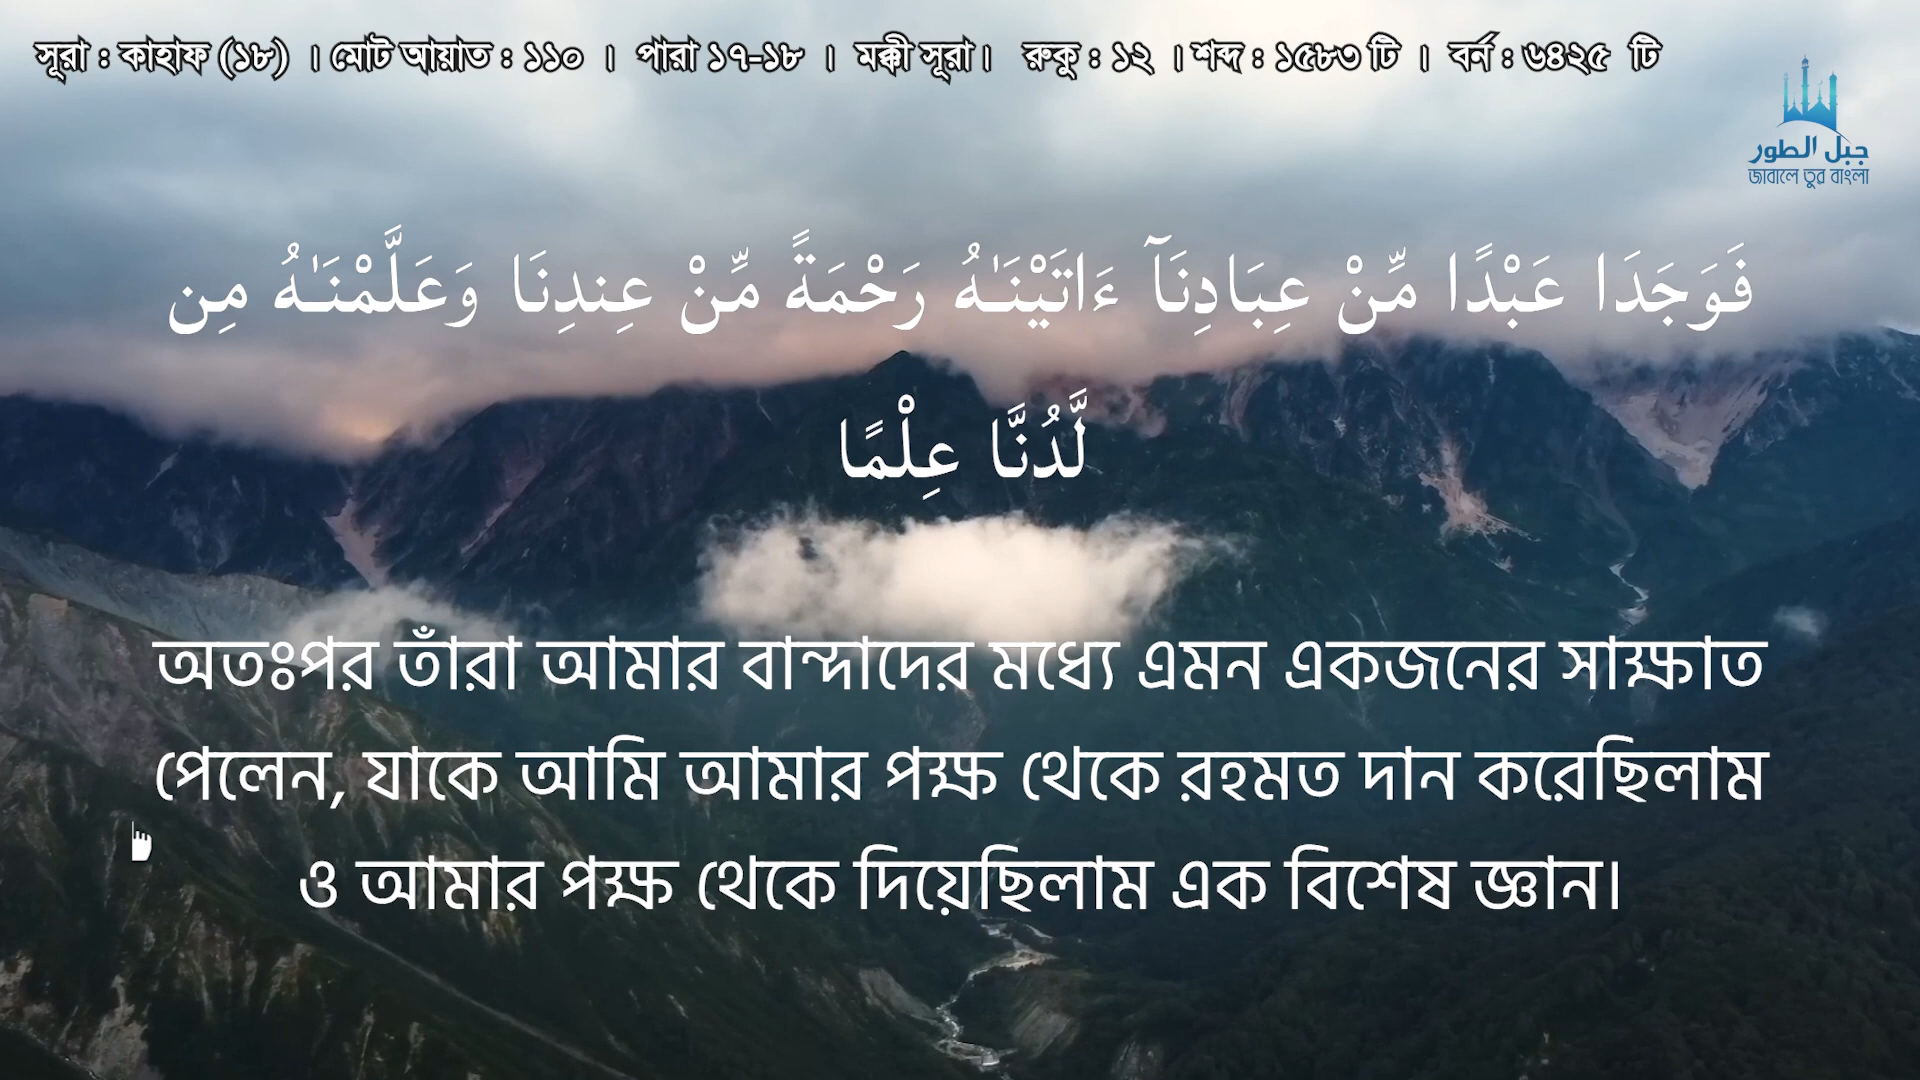 সূরা : কাহাফ (১৮) । মোট আয়াত : ১১০ । পারা ১৭-১৮ । মক্কী সূরা। রুকু : ১২ । শব্দ : ১৫৮৩ টি । বর্ন : ৬৪২৫ টি
جبل الطور
জাবালে তুর বাংলা
فَوَجَدَا عَبْدًا مِّنْ عِبَادِنَآ ءَاتَيْنَـٰهُ رَحْمَةً مِّنْ عِندِنَا وَعَلَّمْنَـٰهُ مِن
لَّدُنَّا عِلْمًا
অতঃপর তাঁরা আমার বান্দাদের মধ্যে এমন একজনের সাক্ষাত
পেলেন, যাকে আমি আমার পক্ষ থেকে রহমত দান করেছিলাম
ও আমার পক্ষ থেকে দিয়েছিলাম এক বিশেষ জ্ঞান।